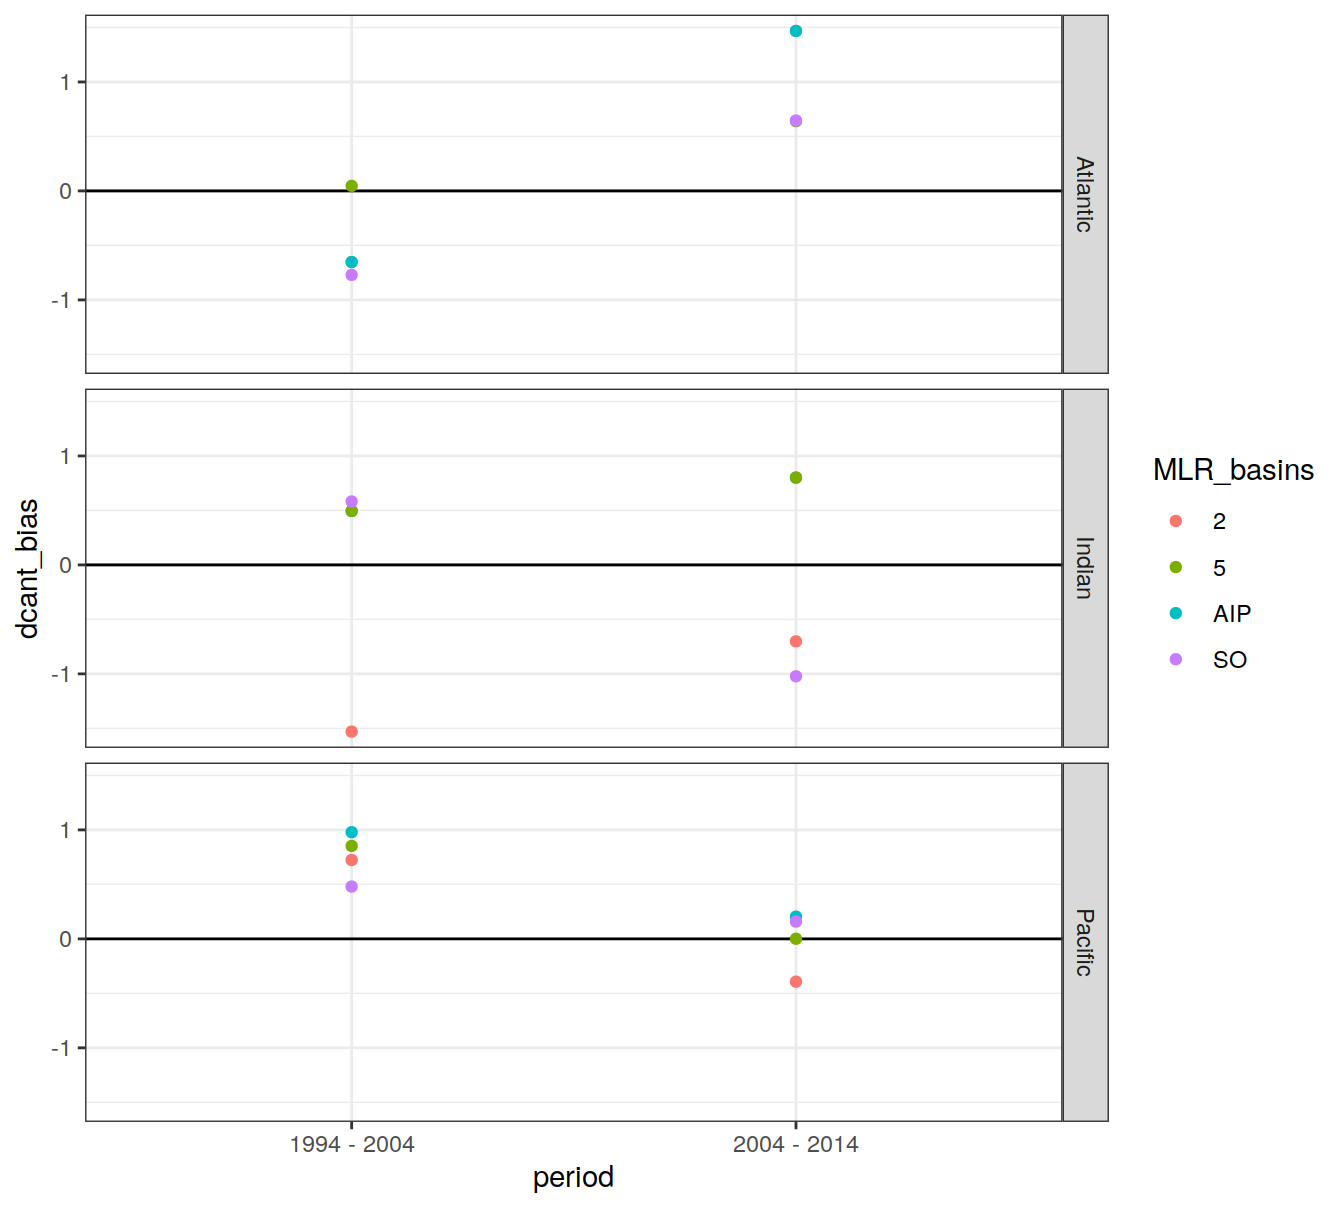 1
0
-1
Atlantic
1
0
-1
Indian
1
0
-1
Pacific
dcant_bias
1994 - 2004
2004 - 2014
period
MLR_basins
2
5
AIP
SO